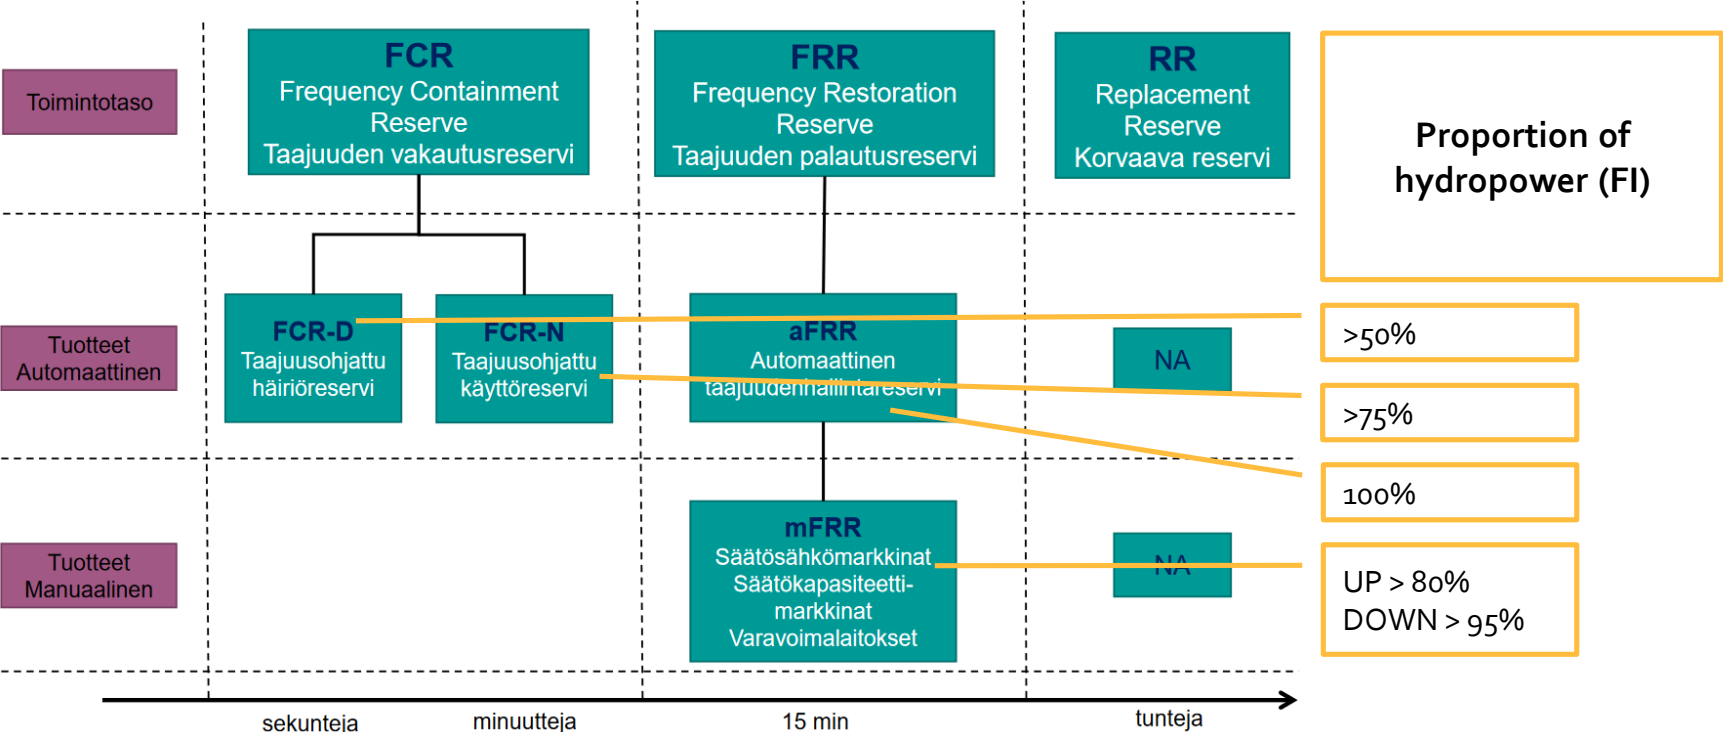 Toimintotaso
FCR
Frequency Containment
Reserve
Taajuuden vakautusreservi
FRR
Frequency Restoration
Reserve
Taajuuden palautusreservi
RR
Replacement
Reserve
Korvaava reservi
Proportion of
hydropower (FI)
Tuotteet
Automaattinen
FCR-D
Taajuusohjattu
häiriöreservi
FCR-N
Taajuusohjattu
käyttöreservi
aFRR
Automaattinen
taajuudenhallintareservi
NA
>50%
>75%
100%
Tuotteet
Manuaalinen
mFRR
Säätösähkömarkkinat
Säätökapasiteetti-
markkinat
Varavoimalaitokset
NA
UP > 80%
DOWN > 95%
sekunteja
minuutteja
15 min
tunteja